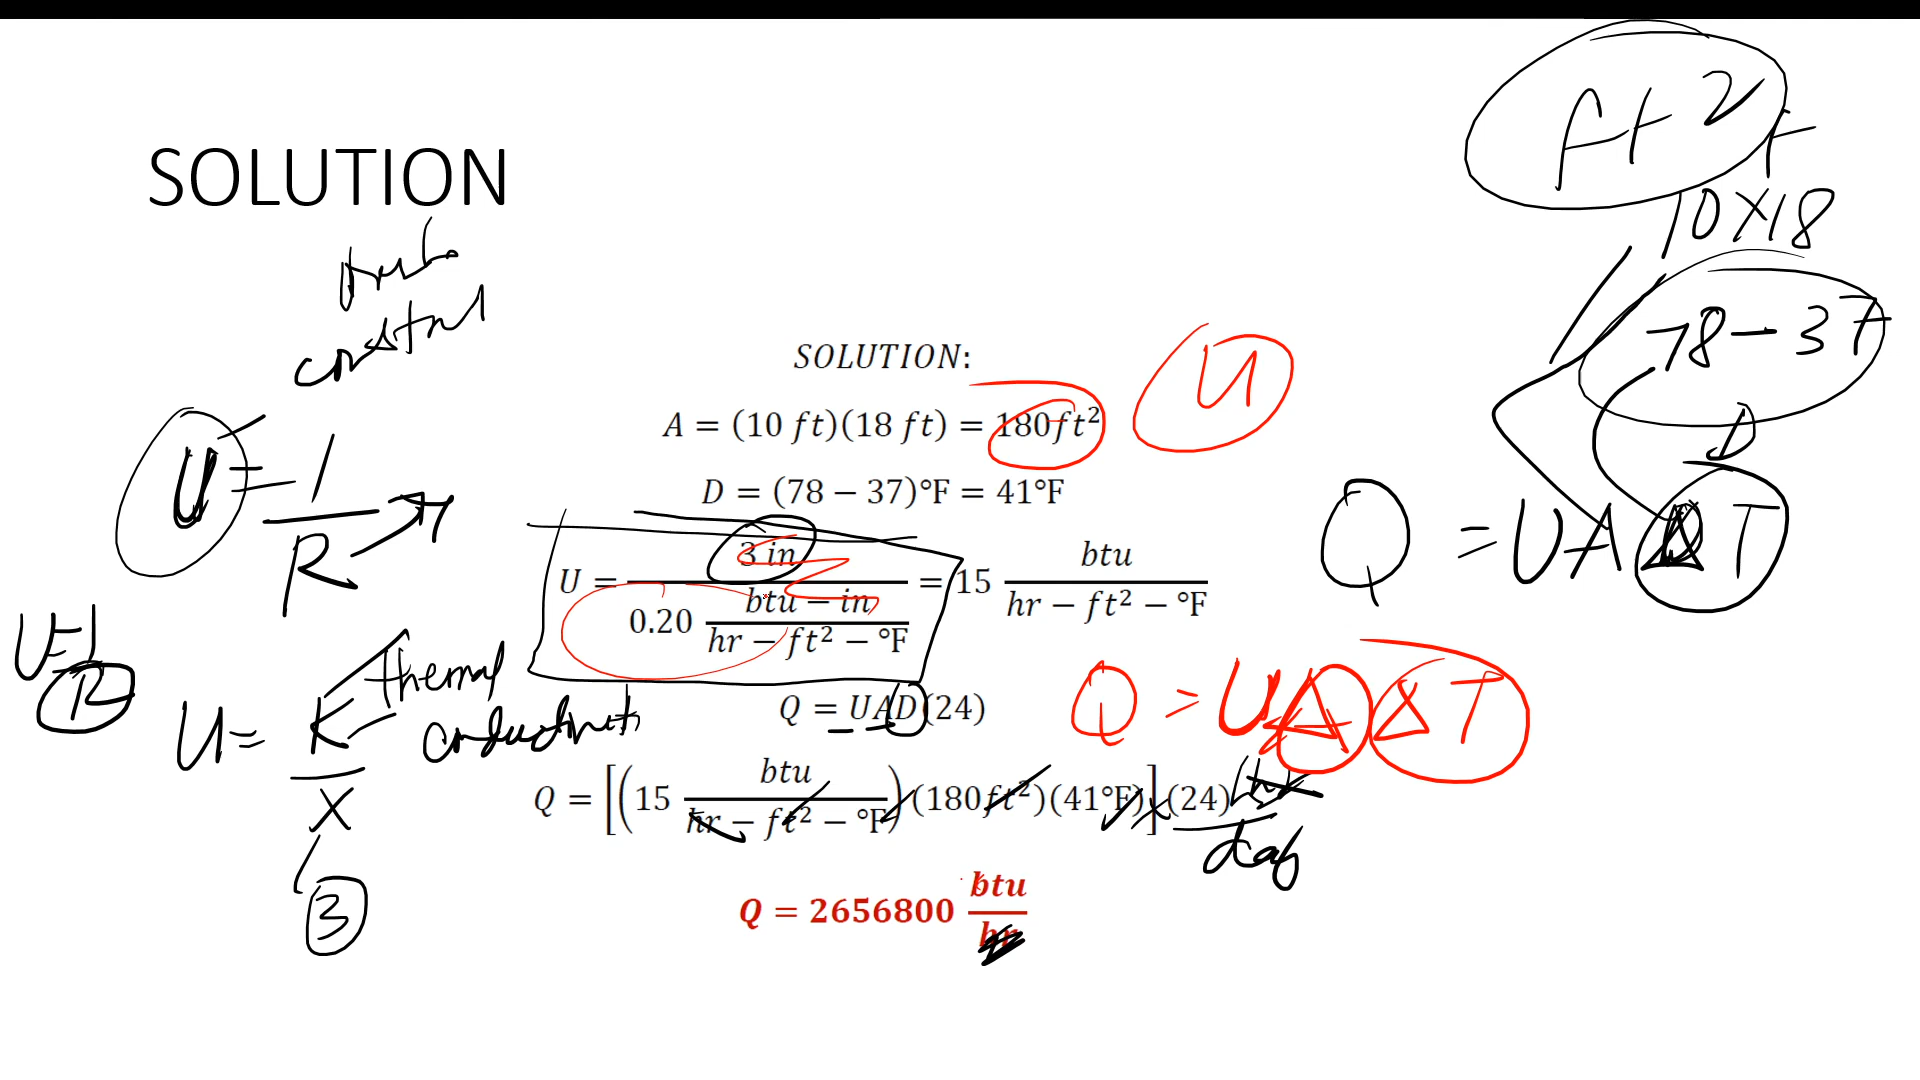 SOLUTION
ft2
10×18
78-37
constant
SOLUTION:
A = (10 ft)(18 ft) = 180ft²
U
D = (78 − 37)°F = 41°F
U = 1/R
Q = UAΔT
U = 3 in / 0.20 btu − in / hr − ft² − °F = 15 btu / hr − ft² − °F
U=1/R
thermal
U = K/X
Q = UAD(24)
Q = UAΔT
Q = [(15 btu / hr − ft² − °F)(180ft²)(41°F)] (24) hr
day
3
Q = 2656800 btu / hr